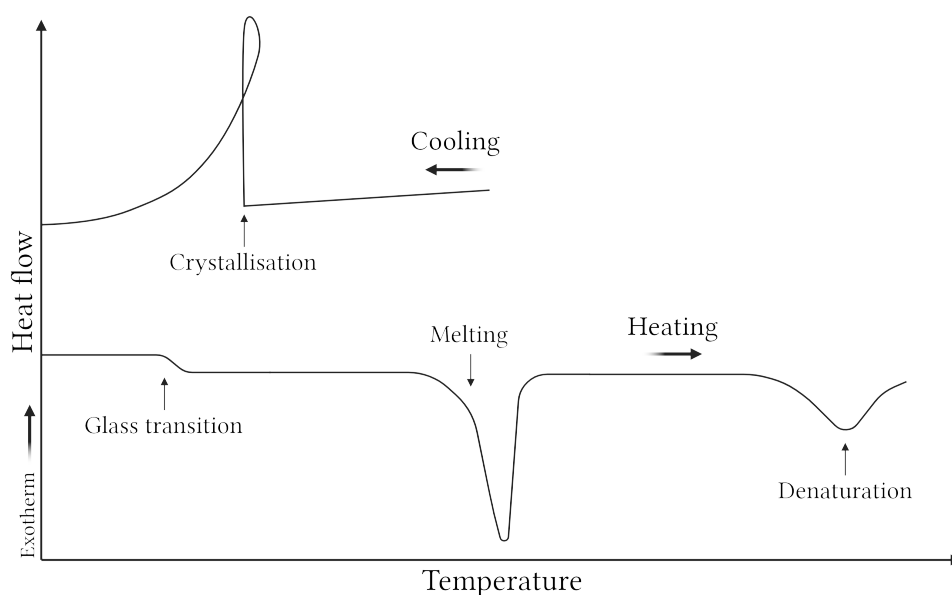 Cooling
Crystallisation
Heat flow
Heating
Melting
Glass transition
Exotherm
Denaturation
Temperature